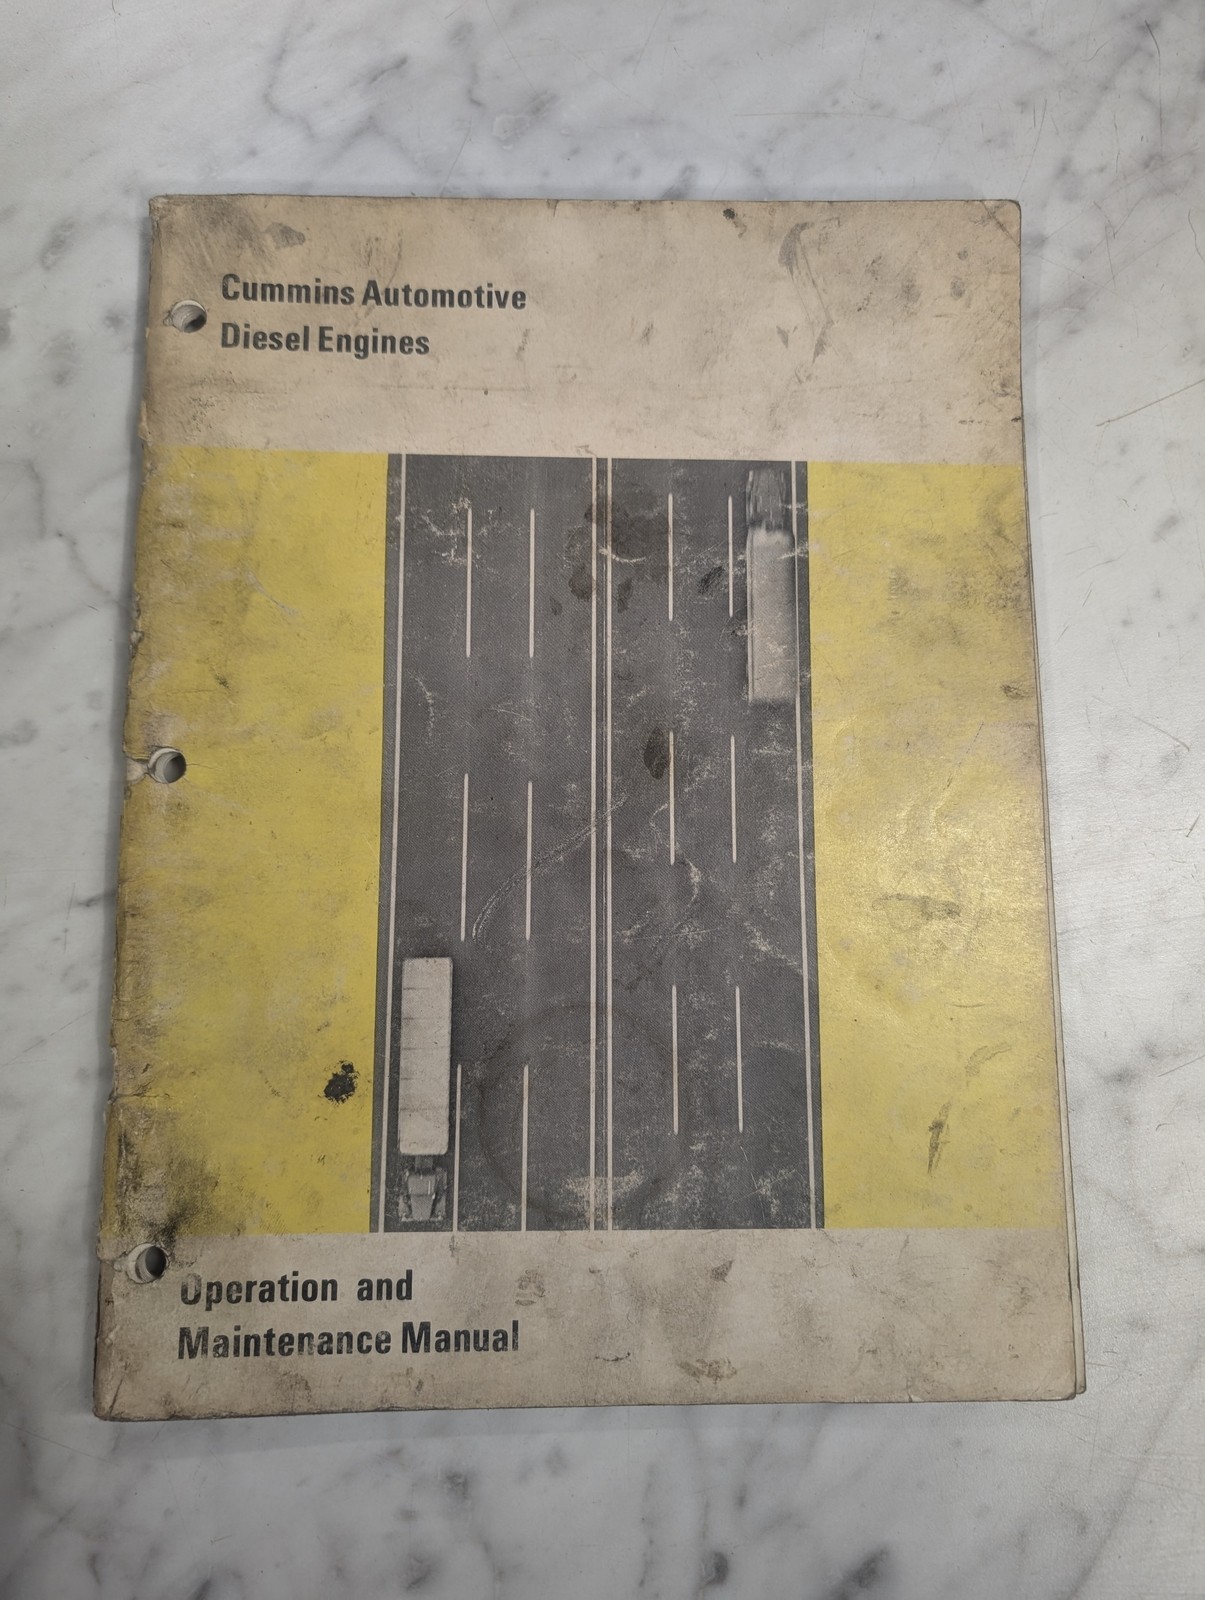 Cummins Automotive
Diesel Engines
Operation and
Maintenance Manual